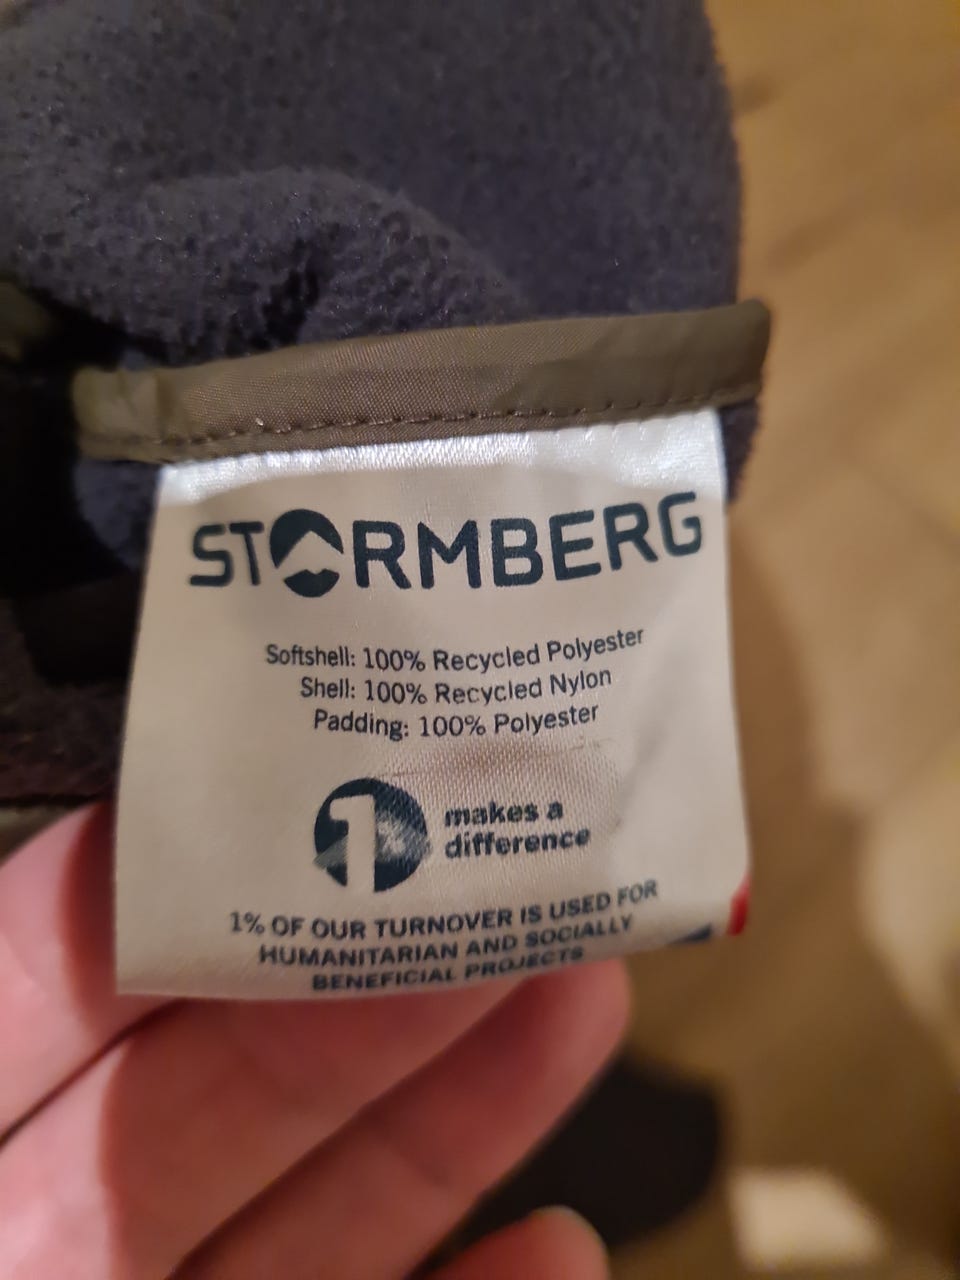 STORMBERG
Softshell: 100% Recycled Polyester
Shell: 100% Recycled Nylon
Padding: 100% Polyester
1 makes a
difference
1% OF OUR TURNOVER IS USED FOR
HUMANITARIAN AND SOCIALLY
BENEFICIAL PROJECTS